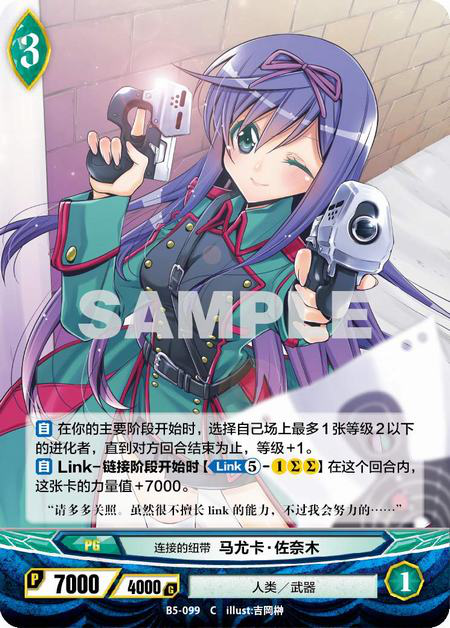 3
SAMPLE
自 在你的主要阶段开始时，选择自己场上最多1张等级2以下
的进化者，直到对方回合结束为止，等级+1。
自 Link-链接阶段开始时【Link 5-1ΣΣ】在这个回合内，
这张卡的力量值+7000。
“请多多关照。虽然很不擅长link的能力，不过我会努力的……”
PG 连接的纽带 马尤卡·佐奈木
P 7000 / 4000 G 人类／武器 1
B5-099 C illust:吉岡榊